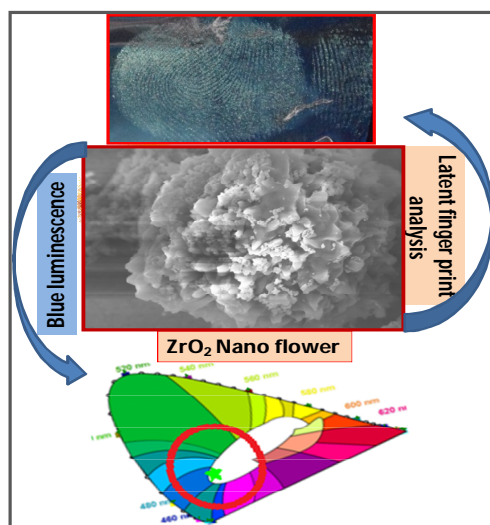 Blue luminescence
Latent finger print
analysis
ZrO₂ Nano flower
520 nm
540 nm
560 nm
580 nm
600 nm
620 n
480 n
460 nm